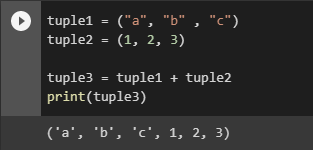 tuple1 = ("a", "b" , "c")
tuple2 = (1, 2, 3)
tuple3 = tuple1 + tuple2
print(tuple3)
('a', 'b', 'c', 1, 2, 3)